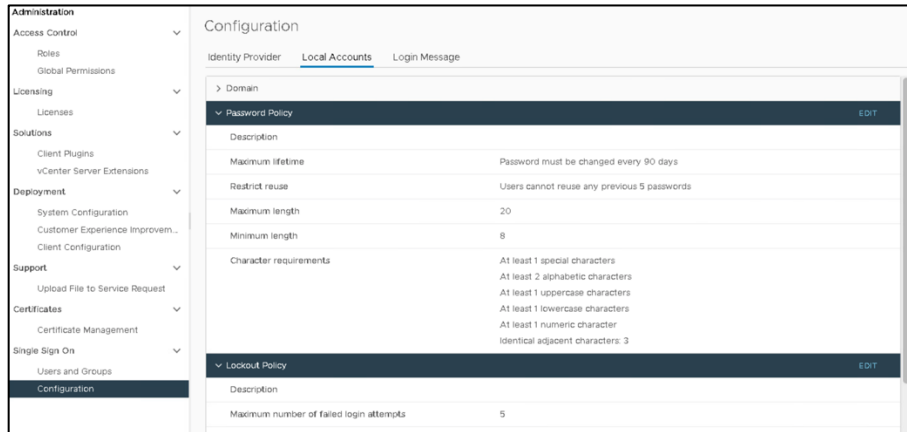 Administration
Access Control
Roles
Global Permissions
Licensing
Licenses
Solutions
Client Plugins
vCenter Server Extensions
Deployment
System Configuration
Customer Experience Improvem...
Client Configuration
Support
Upload File to Service Request
Certificates
Certificate Management
Single Sign On
Users and Groups
Configuration
Configuration
Identity Provider Local Accounts Login Message
Domain
Password Policy EDIT
Description
Maximum lifetime Password must be changed every 90 days
Restrict reuse Users cannot reuse any previous 5 passwords
Maximum length 20
Minimum length 8
Character requirements At least 1 special characters
At least 2 alphabetic characters
At least 1 uppercase characters
At least 1 lowercase characters
At least 1 numeric character
Identical adjacent characters: 3
Lockout Policy EDIT
Description
Maximum number of failed login attempts 5